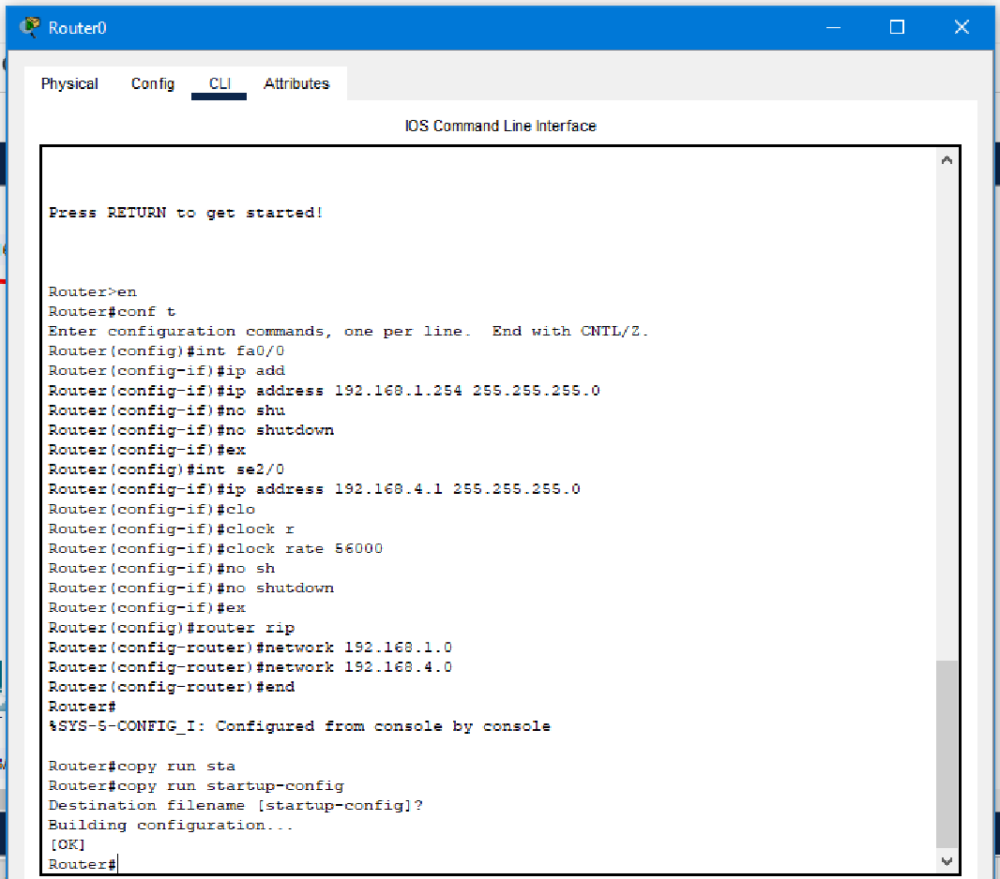 Router0
Physical Config CLI Attributes
IOS Command Line Interface
Press RETURN to get started!
Router>en
Router#conf t
Enter configuration commands, one per line.  End with CNTL/Z.
Router(config)#int fa0/0
Router(config-if)#ip add
Router(config-if)#ip address 192.168.1.254 255.255.255.0
Router(config-if)#no shu
Router(config-if)#no shutdown
Router(config-if)#ex
Router(config)#int se2/0
Router(config-if)#ip address 192.168.4.1 255.255.255.0
Router(config-if)#clo
Router(config-if)#clock r
Router(config-if)#clock rate 56000
Router(config-if)#no sh
Router(config-if)#no shutdown
Router(config-if)#ex
Router(config)#router rip
Router(config-router)#network 192.168.1.0
Router(config-router)#network 192.168.4.0
Router(config-router)#end
Router#
%SYS-5-CONFIG_I: Configured from console by console
Router#copy run sta
Router#copy run startup-config
Destination filename [startup-config]?
Building configuration...
[OK]
Router#